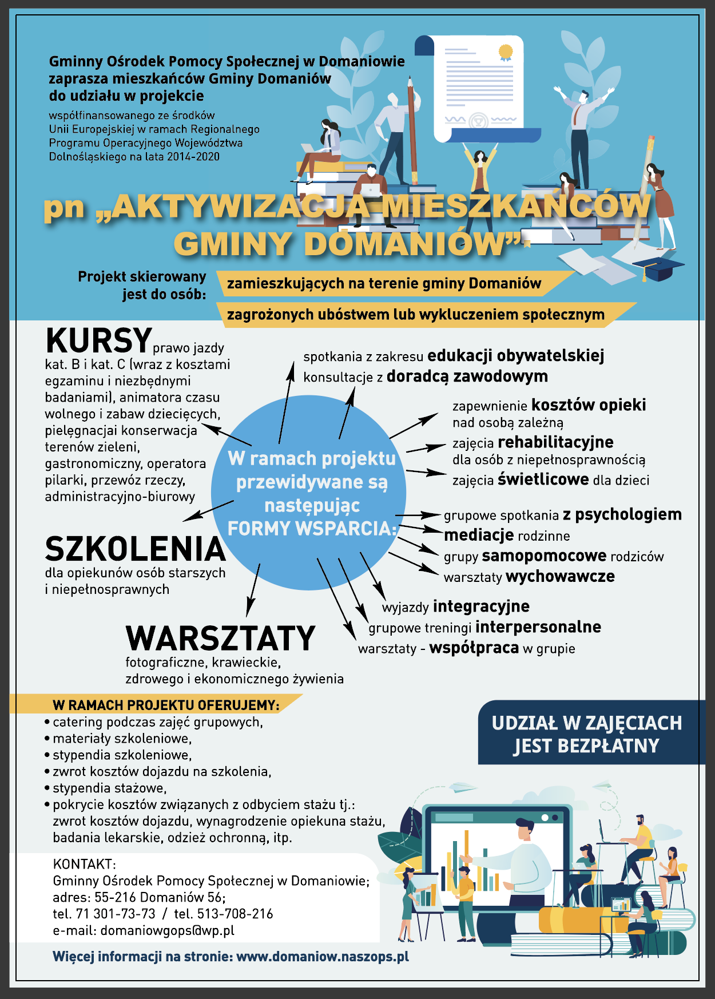 Gminny Ośrodek Pomocy Społecznej w Domaniowie
zaprasza mieszkańców Gminy Domaniów
do udziału w projekcie
współfinansowanego ze środków
Unii Europejskiej w ramach Regionalnego
Programu Operacyjnego Województwa
Dolnośląskiego na lata 2014-2020
pn „AKTYWIZACJA MIESZKAŃCÓW
GMINY DOMANIÓW”
Projekt skierowany
jest do osób:
zamieszkujących na terenie gminy Domaniów
zagrożonych ubóstwem lub wykluczeniem społecznym
KURSY prawo jazdy
kat. B i kat. C (wraz z kosztami
egzaminu i niezbędnymi
badaniami), animatora czasu
wolnego i zabaw dziecięcych,
pielęgnacjai konserwacja
terenów zieleni,
gastronomiczny, operatora
pilarki, przewóz rzeczy,
administracyjno-biurowy
SZKOLENIA
dla opiekunów osób starszych
i niepełnosprawnych
WARSZTATY
fotograficzne, krawieckie,
zdrowego i ekonomicznego żywienia
W ramach projektu
przewidywane są
następując
FORMY WSPARCIA:
spotkania z zakresu edukacji obywatelskiej
konsultacje z doradcą zawodowym
zapewnienie kosztów opieki
nad osobą zależną
zajęcia rehabilitacyjne
dla osób z niepełnosprawnością
zajęcia świetlicowe dla dzieci
grupowe spotkania z psychologiem
mediacje rodzinne
grupy samopomocowe rodziców
warsztaty wychowawcze
wyjazdy integracyjne
grupowe treningi interpersonalne
warsztaty - współpraca w grupie
W RAMACH PROJEKTU OFERUJEMY:
• catering podczas zajęć grupowych,
• materiały szkoleniowe,
• stypendia szkoleniowe,
• zwrot kosztów dojazdu na szkolenia,
• stypendia stażowe,
• pokrycie kosztów związanych z odbyciem stażu tj.:
zwrot kosztów dojazdu, wynagrodzenie opiekuna stażu,
badania lekarskie, odzież ochronną, itp.
UDZIAŁ W ZAJĘCIACH
JEST BEZPŁATNY
KONTAKT:
Gminny Ośrodek Pomocy Społecznej w Domaniowie;
adres: 55-216 Domaniów 56;
tel. 71 301-73-73 / tel. 513-708-216
e-mail: domaniowgops@wp.pl
Więcej informacji na stronie: www.domaniow.naszops.pl